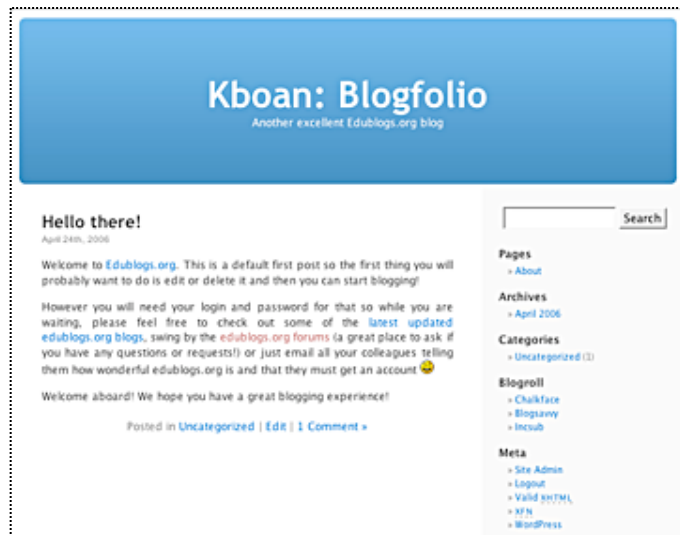 Kboan: Blogfolio
Another excellent Edublogs.org blog
Hello there!
April 24th, 2006
Welcome to Edublogs.org. This is a default first post so the first thing you will
probably want to do is edit or delete it and then you can start blogging!
However you will need your login and password for that so while you are
waiting, please feel free to check out some of the latest updated
edublogs.org blogs, swing by the edublogs.org forums (a great place to ask if
you have any questions or requests!) or just email all your colleagues telling
them how wonderful edublogs.org is and that they must get an account
Welcome aboard! We hope you have a great blogging experience!
Posted in Uncategorized | Edit | 1 Comment »
Search
Pages
» About
Archives
» April 2006
Categories
» Uncategorized (1)
Blogroll
» Chalkface
» Blogsavvy
» Incsub
Meta
» Site Admin
» Logout
» Valid XHTML
» XFN
» WordPress